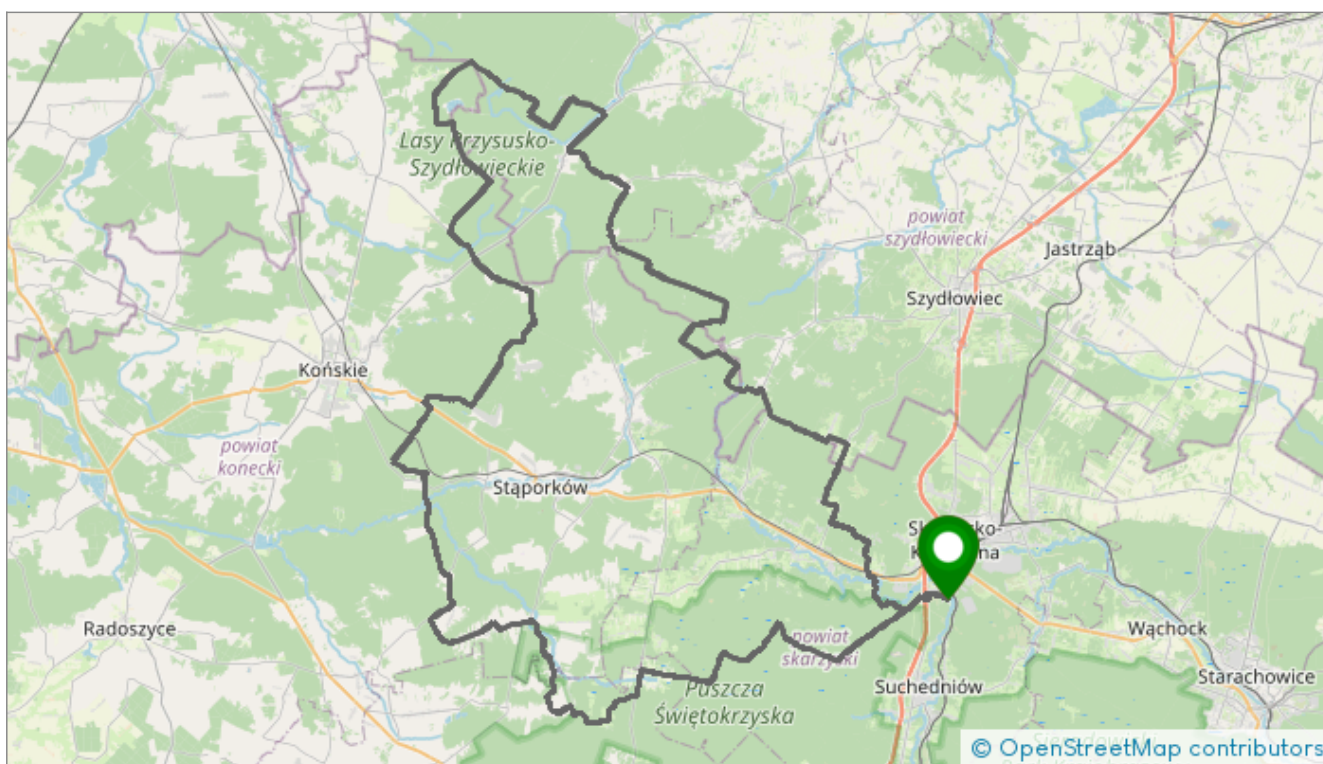 Lasy Przysusko-
Szydłowieckie
powiat
szydłowiecki
Jastrząb
Szydłowiec
Końskie
powiat
konecki
Stąporków
na
Radoszyce
powiat
skarżyski
Wąchock
Suchedniów
Starachowice
Puszcza
Świętokrzyska
© OpenStreetMap contributors